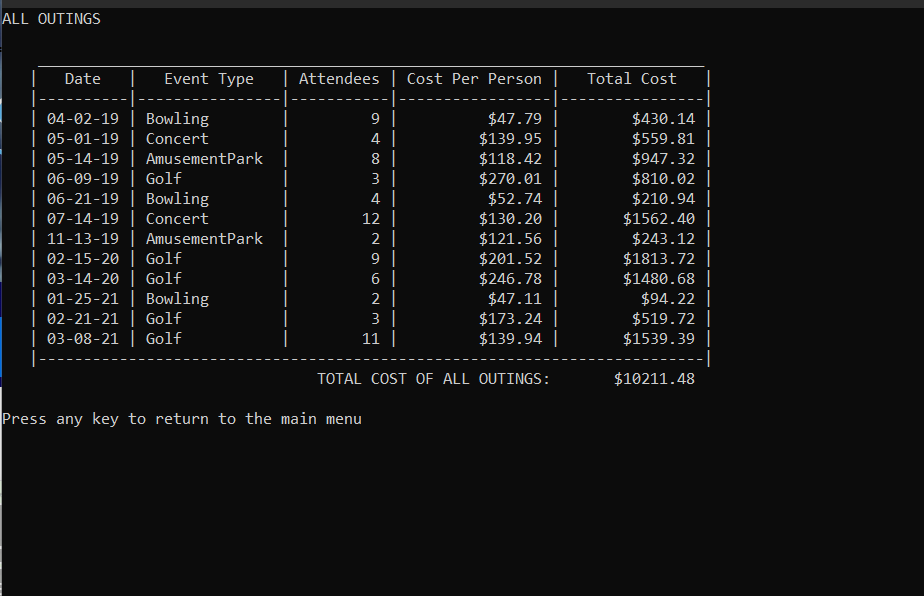 ALL OUTINGS
| Date | Event Type | Attendees | Cost Per Person | Total Cost |
|----------|----------------|-----------|-----------------|----------------|
| 04-02-19 | Bowling | 9 | $47.79 | $430.14 |
| 05-01-19 | Concert | 4 | $139.95 | $559.81 |
| 05-14-19 | AmusementPark | 8 | $118.42 | $947.32 |
| 06-09-19 | Golf | 3 | $270.01 | $810.02 |
| 06-21-19 | Bowling | 4 | $52.74 | $210.94 |
| 07-14-19 | Concert | 12 | $130.20 | $1562.40 |
| 11-13-19 | AmusementPark | 2 | $121.56 | $243.12 |
| 02-15-20 | Golf | 9 | $201.52 | $1813.72 |
| 03-14-20 | Golf | 6 | $246.78 | $1480.68 |
| 01-25-21 | Bowling | 2 | $47.11 | $94.22 |
| 02-21-21 | Golf | 3 | $173.24 | $519.72 |
| 03-08-21 | Golf | 11 | $139.94 | $1539.39 |
|--------------------------------------------------------------------------|
TOTAL COST OF ALL OUTINGS: $10211.48
Press any key to return to the main menu